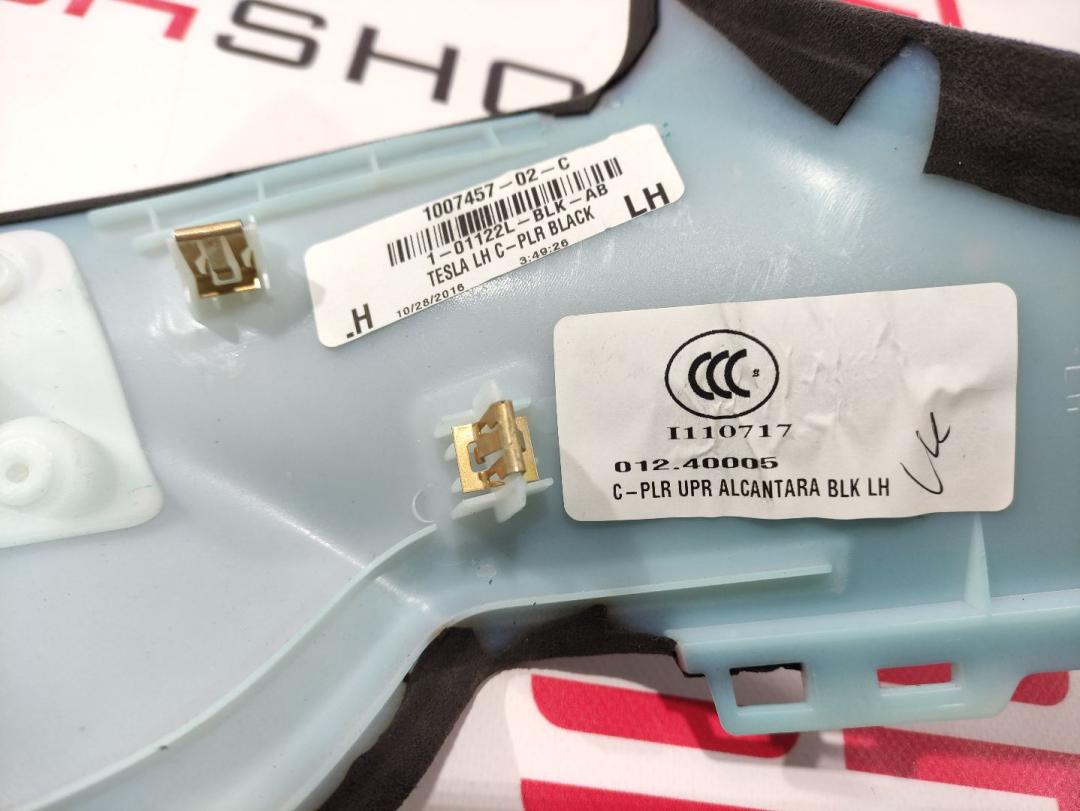 SHO
1007457-02-C
1-01122L-BLK-AB
TESLA LH C-PLR BLACK
LH
.H
10/28/2016
3:49:26
CCC
S
I110717
012.40005
C-PLR UPR ALCANTARA BLK LH